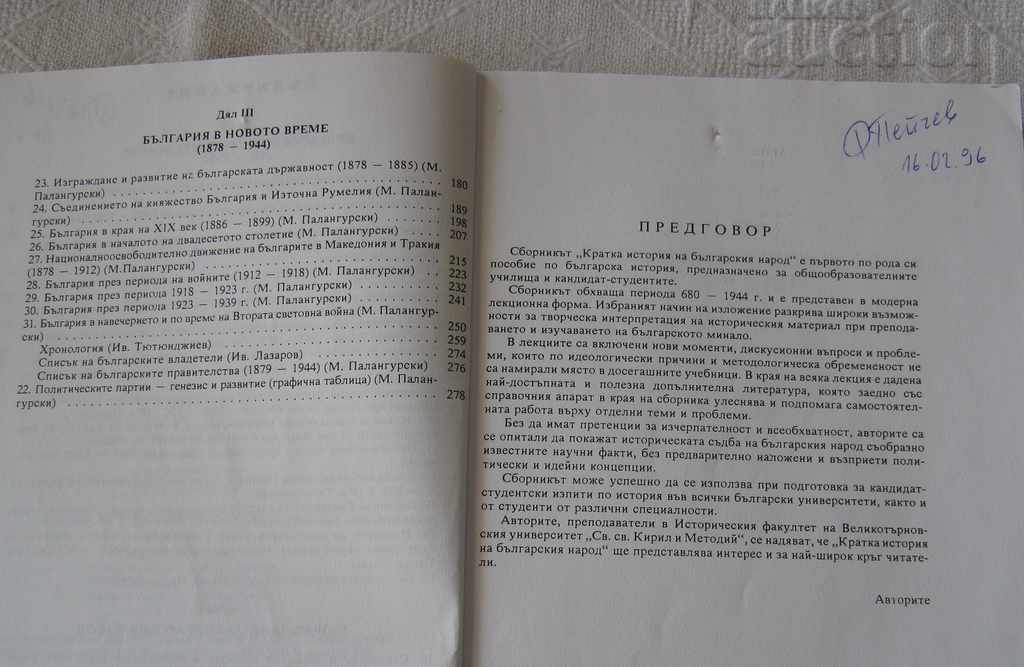 auction
Дял III
БЪЛГАРИЯ В НОВОТО ВРЕМЕ
(1878 — 1944)
23. Изграждане и развитие на българската държавност (1878 — 1885) (М.
Палангурски) . . . 180
24. Съединението на княжество България и Източна Румелия (М. Палан-
гурски) . . . 189
25. България в края на XIX век (1886 — 1899) (М. Палангурски) . . . 198
26. България в началото на двадесетото столетие (М. Палангурски) . . . 207
27. Националноосвободително движение на българите в Македония и Тракия
(1878 — 1912) (М.Палангурски) . . . 215
28. България през периода на войните (1912 — 1918) (М. Палангурски) . . 223
29. България през периода 1918 — 1923 г. (М. Палангурски) . . . 232
30. България през периода 1923 — 1939 г. (М. Палангурски) . . . 241
31. България в навечерието и по време на Втората световна война (М. Палангур-
ски) . . . 250
Хронология (Ив. Тютюнджиев) . . . 259
Списък на българските владетели (Ив. Лазаров) . . . 274
Списък на българските правителства (1879 — 1944) (М. Палангурски) 276
22. Политическите партии — генезис и развитие (графична таблица) (М. Палан-
гурски) . . . 278
Пейчев
16.02.96
ПРЕДГОВОР
Сборникът „Кратка история на българския народ“ е първото по рода си
пособие по българска история, предназначено за общообразователните
училища и кандидат-студентите.
Сборникът обхваща периода 680 — 1944 г. и е представен в модерна
лекционна форма. Избраният начин на изложение разкрива широки възмож-
ности за творческа интерпретация на историческия материал при препода-
ването и изучаването на българското минало.
В лекциите са включени нови моменти, дискусионни въпроси и пробле-
ми, които по идеологически причини и методологическа обремененост не
са намирали място в досегашните учебници. В края на всяка лекция е дадена
най-достъпната и полезна допълнителна литература, която заедно със
справочния апарат в края на сборника улеснява и подпомага самостоятел-
ната работа върху отделни теми и проблеми.
Без да имат претенции за изчерпателност и всеобхватност, авторите са
се опитали да покажат историческата съдба на българския народ съобразно
известните научни факти, без предварително наложени и възприети поли-
тически и идейни концепции.
Сборникът може успешно да се използва при подготовка за кандидат-
студентски изпити по история във всички български университети, както и
от студенти от различни специалности.
Авторите, преподаватели в Историческия факултет на Великотърнов-
ския университет „Св. св. Кирил и Методий“, се надяват, че „Кратка история
на българския народ“ ще представлява интерес и за най-широк кръг читате-
ли.
Авторите